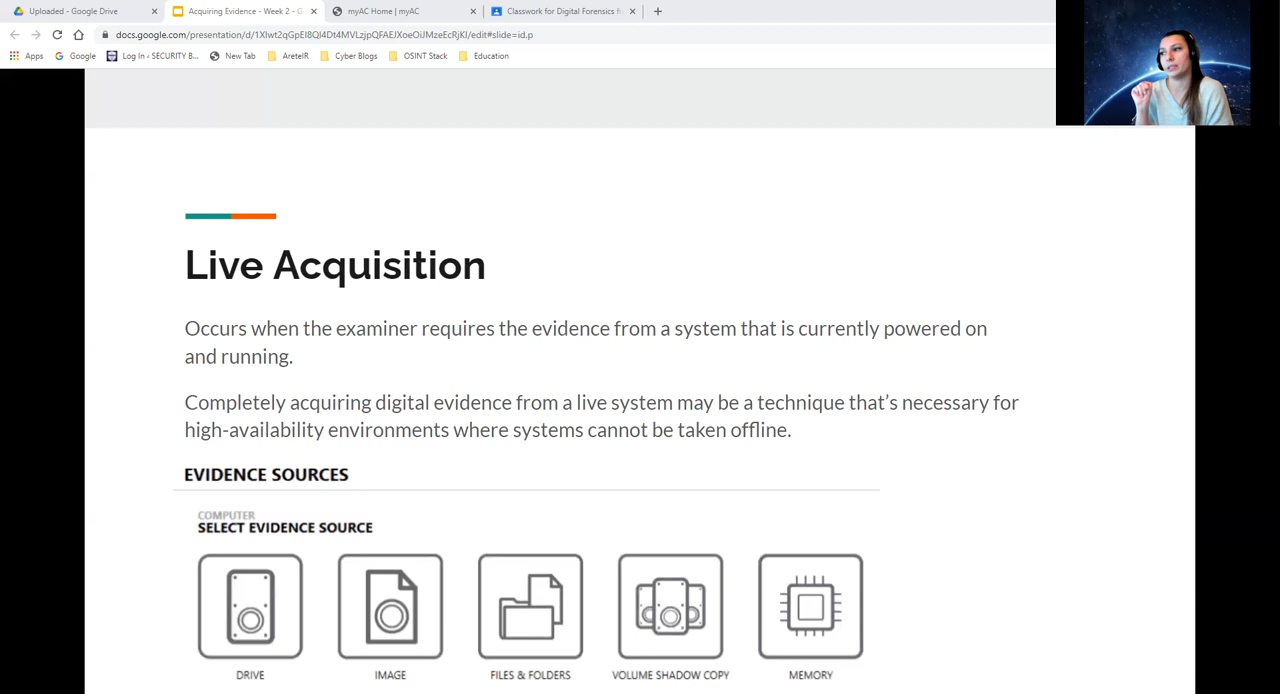 Uploaded - Google Drive
Acquiring Evidence - Week 2 - G
myAC Home | myAC
Classwork for Digital Forensics f
Apps
Google
Log In ‹ SECURITY B...
New Tab
AreteIR
Cyber Blogs
OSINT Stack
Education
Live Acquisition
Occurs when the examiner requires the evidence from a system that is currently powered on
and running.
Completely acquiring digital evidence from a live system may be a technique that's necessary for
high-availability environments where systems cannot be taken offline.
EVIDENCE SOURCES
COMPUTER
SELECT EVIDENCE SOURCE
DRIVE
IMAGE
FILES & FOLDERS
VOLUME SHADOW COPY
MEMORY